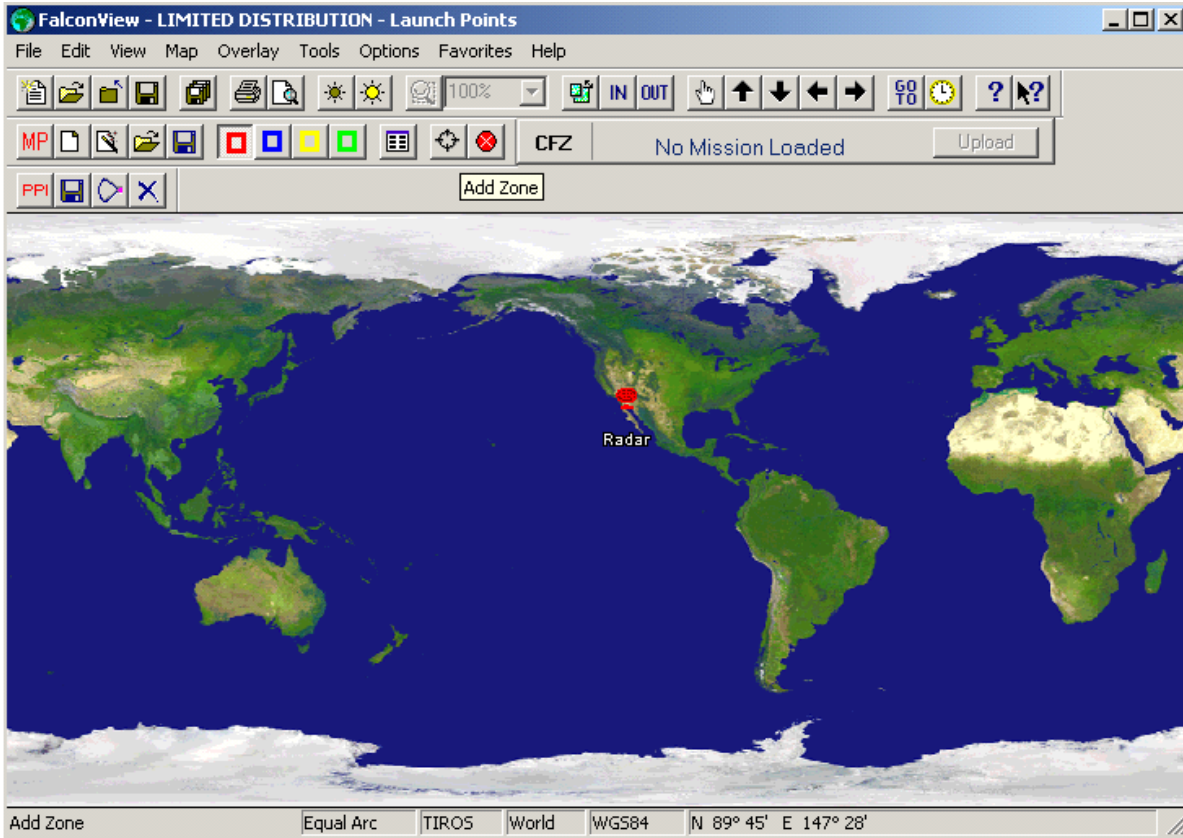 FalconView - LIMITED DISTRIBUTION - Launch Points
File Edit View Map Overlay Tools Options Favorites Help
100% IN OUT GO TO ? ?
MP CFZ No Mission Loaded Upload
PPI Add Zone
Radar
Add Zone Equal Arc TIROS World WGS84 N 89° 45' E 147° 28'